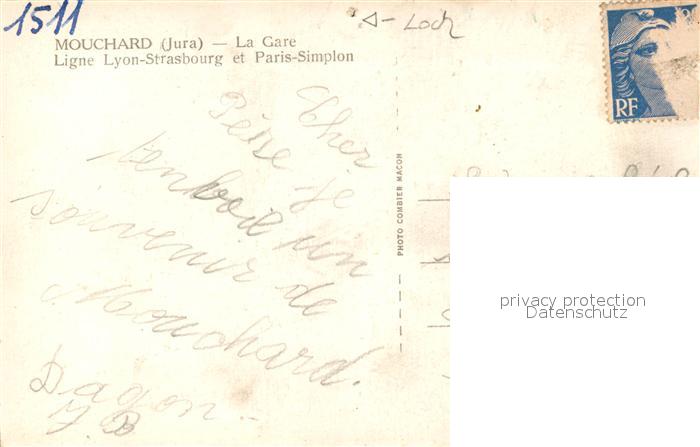 1511
MOUCHARD (Jura) — La Gare
Ligne Lyon-Strasbourg et Paris-Simplon
Loch
RF
Cher
Père Je
t'envoie un
souvenir de
Mouchard.
Dagon
PHOTO COMBIER MACON
privacy protection
Datenschutz